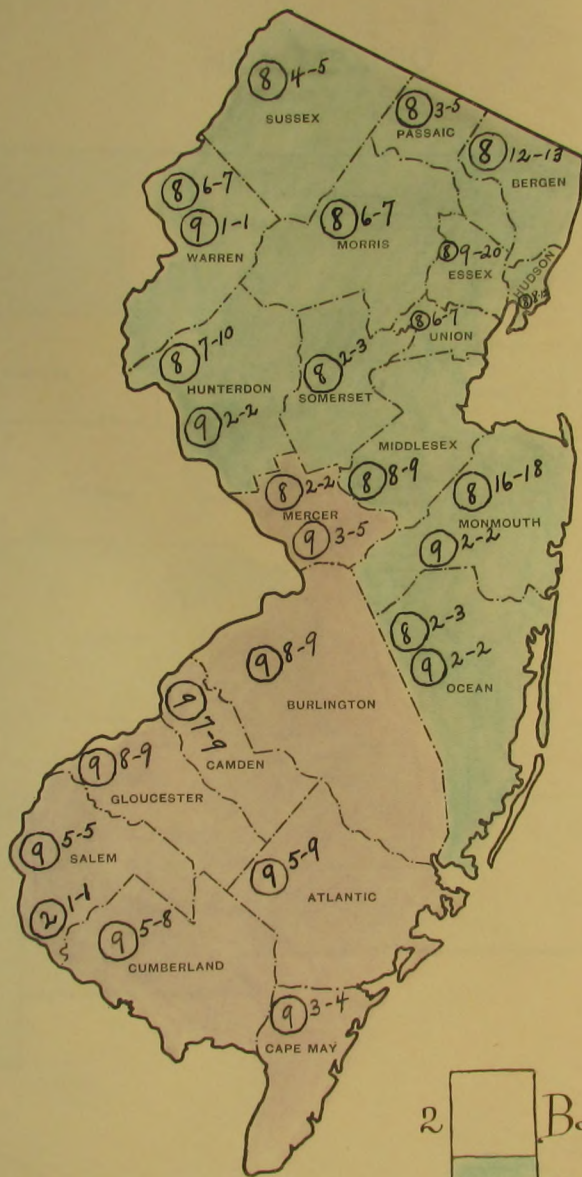 8 4-5
SUSSEX
8 3-5
PASSAIC
8 12-13
BERGEN
8 6-7
9 1-1
WARREN
8 6-7
MORRIS
8 9-20
ESSEX
HUDSON
8
8 6-7
UNION
8 7-10
HUNTERDON
9 2-2
8 2-3
SOMERSET
MIDDLESEX
8 8-9
8 2-2
MERCER
9 3-5
8 16-18
MONMOUTH
9 2-2
8 2-3
9 2-2
OCEAN
9 8-9
BURLINGTON
9 7-9
CAMDEN
9 8-9
GLOUCESTER
9 5-5
SALEM
2 1-1
9 5-9
ATLANTIC
9 5-8
CUMBERLAND
9 3-4
CAPE MAY
2